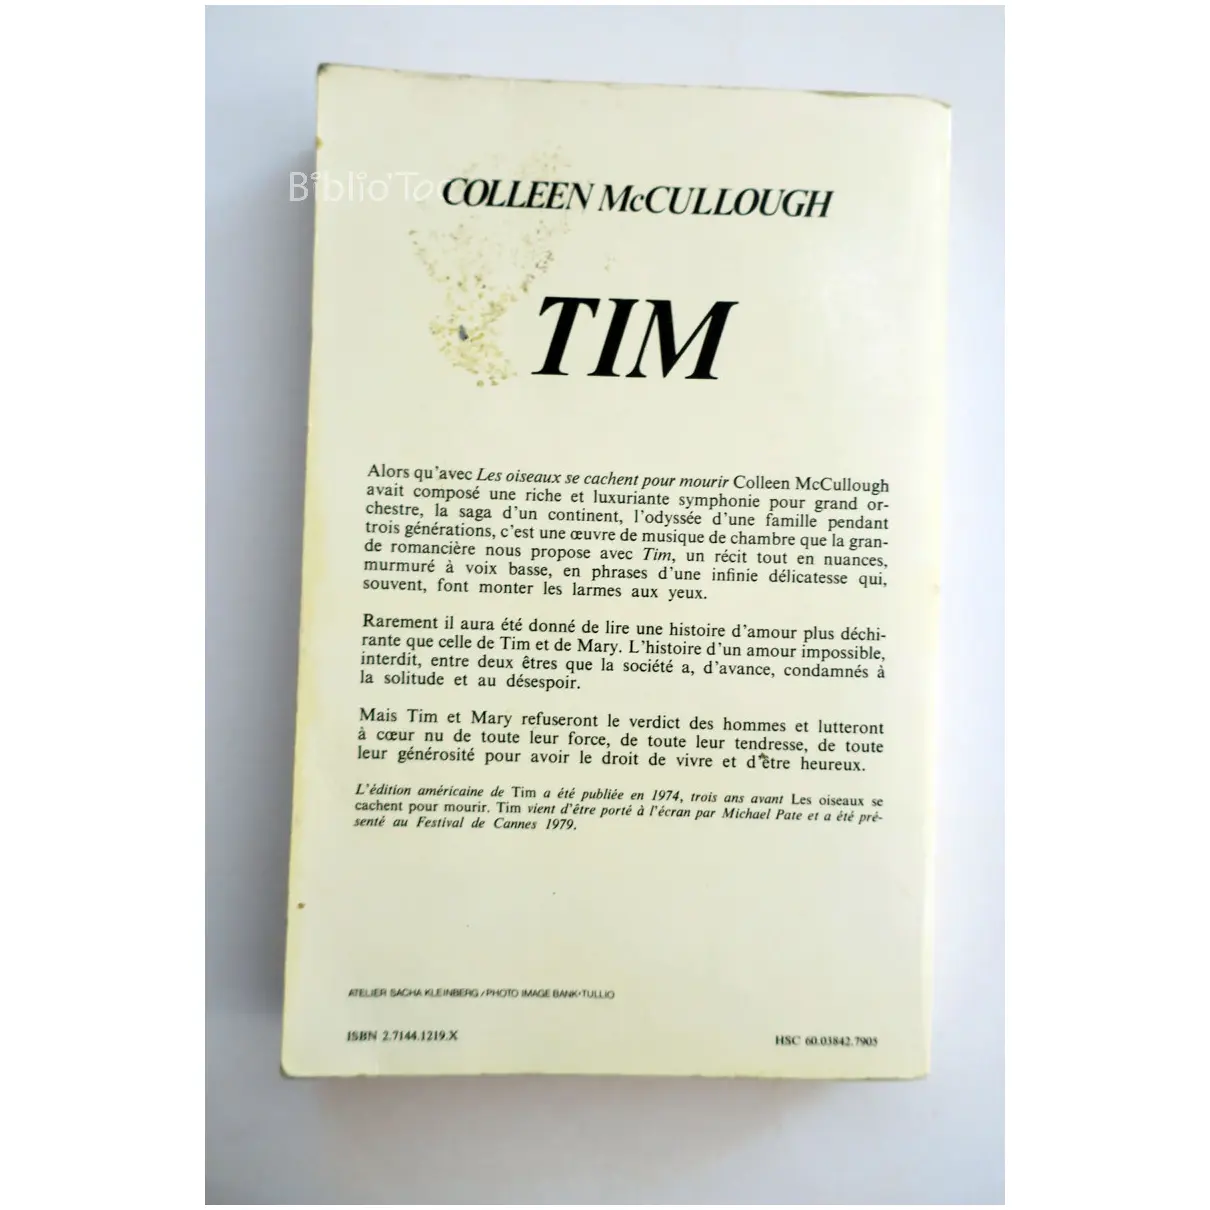 Biblio'Too
COLLEEN McCULLOUGH
TIM
Alors qu'avec Les oiseaux se cachent pour mourir Colleen McCullough
avait composé une riche et luxuriante symphonie pour grand or-
chestre, la saga d'un continent, l'odyssée d'une famille pendant
trois générations, c'est une œuvre de musique de chambre que la gran-
de romancière nous propose avec Tim, un récit tout en nuances,
murmuré à voix basse, en phrases d'une infinie délicatesse qui,
souvent, font monter les larmes aux yeux.
Rarement il aura été donné de lire une histoire d'amour plus déchi-
rante que celle de Tim et de Mary. L'histoire d'un amour impossible,
interdit, entre deux êtres que la société a, d'avance, condamnés à
la solitude et au désespoir.
Mais Tim et Mary refuseront le verdict des hommes et lutteront
à cœur nu de toute leur force, de toute leur tendresse, de toute
leur générosité pour avoir le droit de vivre et d'être heureux.
L'édition américaine de Tim a été publiée en 1974, trois ans avant Les oiseaux se
cachent pour mourir. Tim vient d'être porté à l'écran par Michael Pate et a été pré-
senté au Festival de Cannes 1979.
ATELIER SACHA KLEINBERG/PHOTO IMAGE BANK•TULLIO
ISBN 2.7144.1219.X
HSC 60.03842.7905